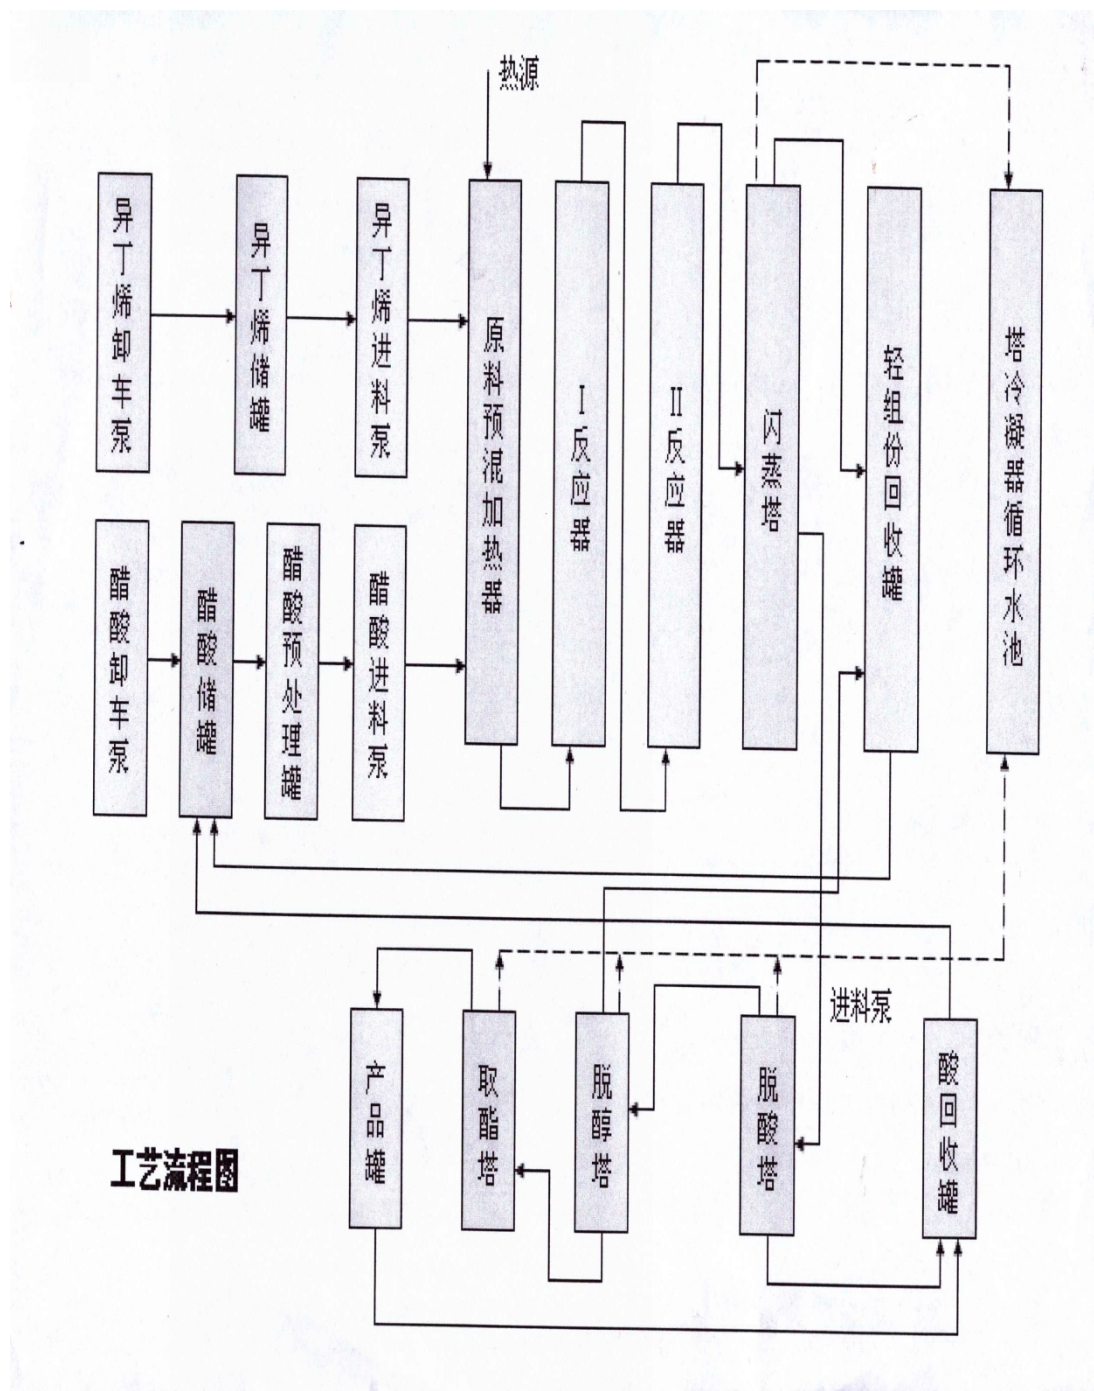 热源
异丁烯卸车泵
异丁烯储罐
异丁烯进料泵
原料预混加热器
I反应器
II反应器
闪蒸塔
轻组份回收罐
塔冷凝器循环水池
醋酸卸车泵
醋酸储罐
醋酸预处理罐
醋酸进料泵
进料泵
产品罐
取酯塔
脱醇塔
脱酸塔
酸回收罐
工艺流程图